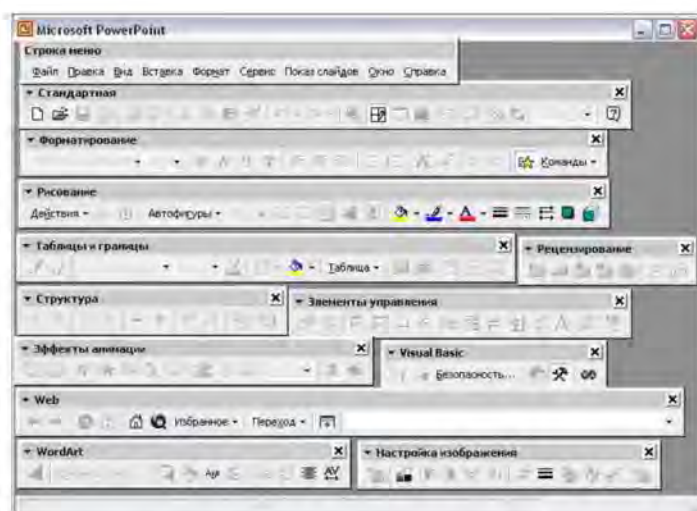 Microsoft PowerPoint
Строка меню
Файл Правка Вид Вставка Формат Сервис Показ слайдов Окно Справка
Стандартная
Форматирование
Команды
Рисование
Действия Автофигуры
Таблицы и границы
Рецензирование
Таблица
Структура
Элементы управления
Эффекты анимации
Visual Basic
Безопасность...
Web
Избранное Переход
WordArt
Настройка изображения